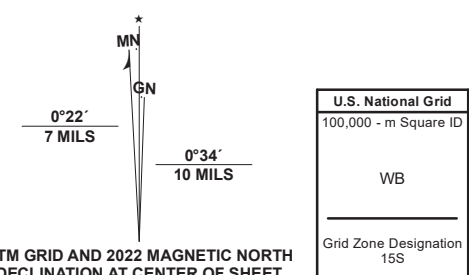 ★
MN
GN
0°22´
7 MILS
0°34´
10 MILS
TM GRID AND 2022 MAGNETIC NORTH
DECLINATION AT CENTER OF SHEET
U.S. National Grid
100,000 - m Square ID
WB
Grid Zone Designation
15S